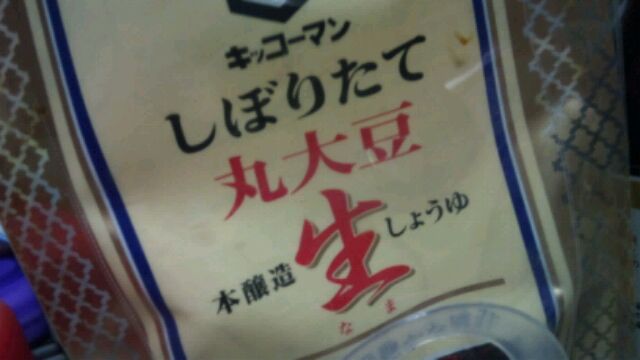 キッコーマン
しぼりたて
丸大豆
本醸造 生 しょうゆ
なま